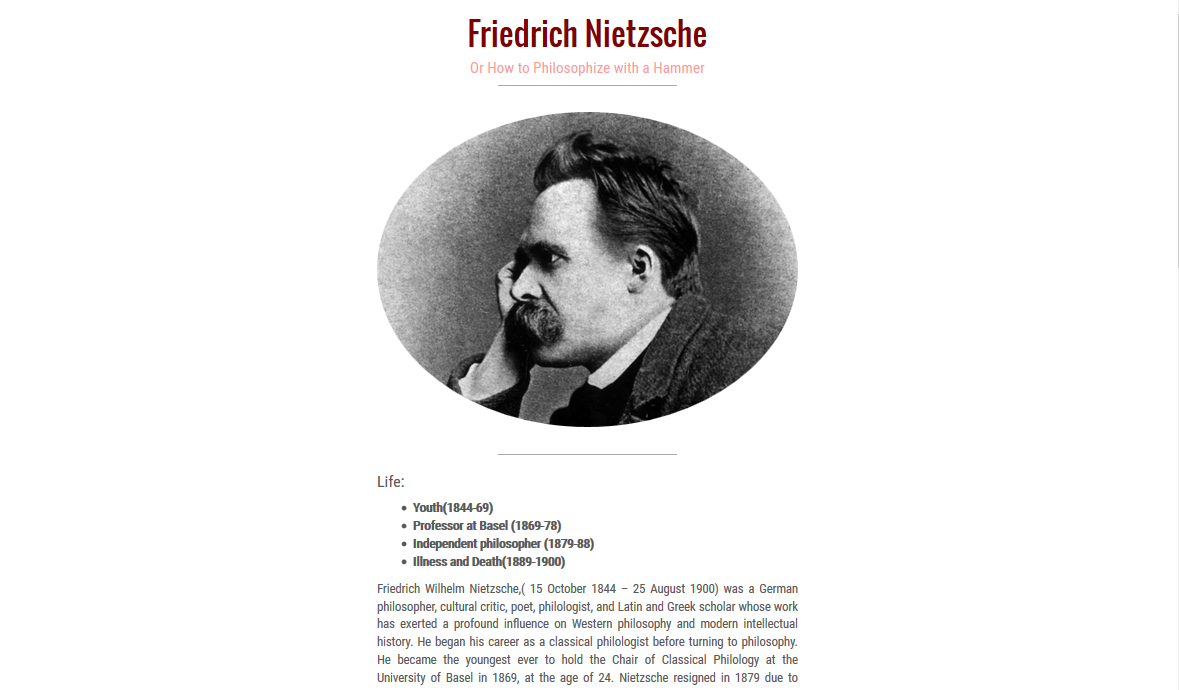 Friedrich Nietzsche
Or How to Philosophize with a Hammer
Life:
Youth(1844-69)
Professor at Basel (1869-78)
Independent philosopher (1879-88)
Illness and Death(1889-1900)
Friedrich Wilhelm Nietzsche,( 15 October 1844 – 25 August 1900) was a German
philosopher, cultural critic, poet, philologist, and Latin and Greek scholar whose work
has exerted a profound influence on Western philosophy and modern intellectual
history. He began his career as a classical philologist before turning to philosophy.
He became the youngest ever to hold the Chair of Classical Philology at the
University of Basel in 1869, at the age of 24. Nietzsche resigned in 1879 due to